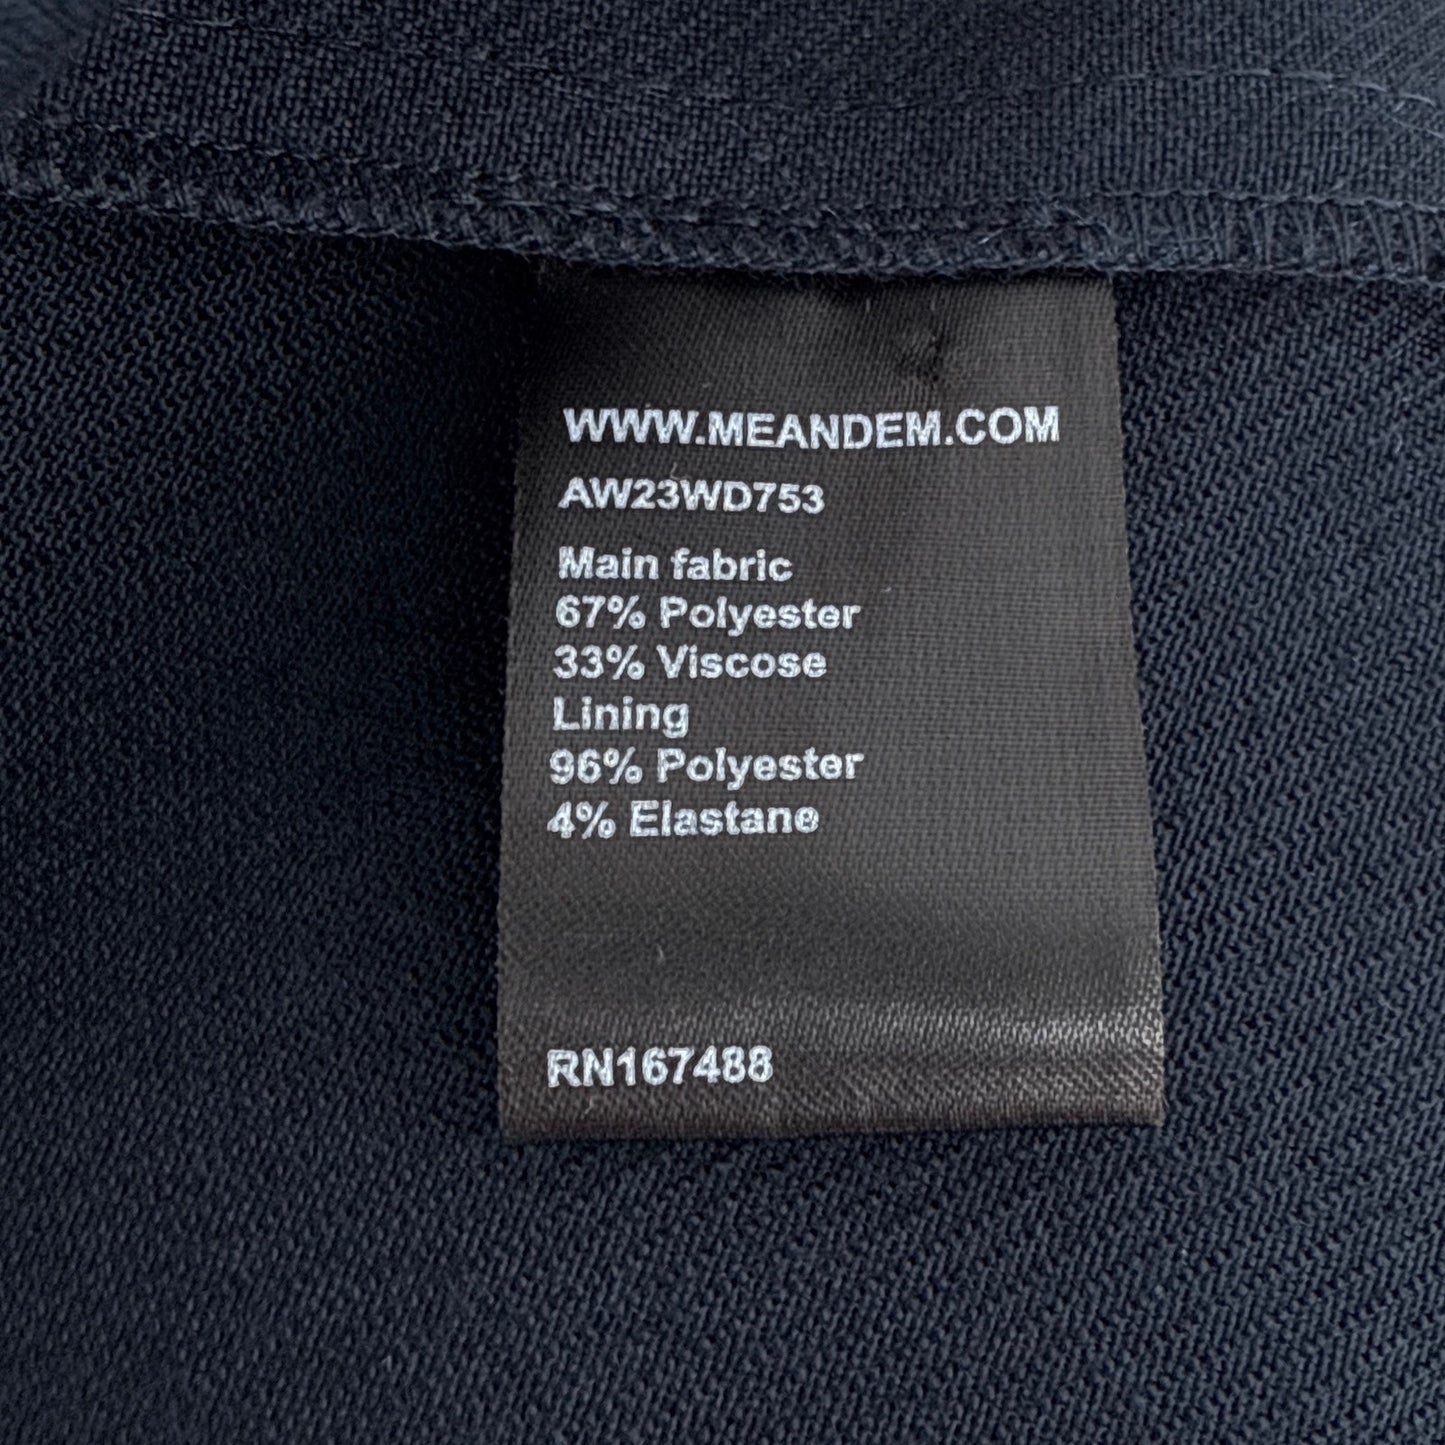 WWW.MEANDEM.COM
AW23WD753
Main fabric
67% Polyester
33% Viscose
Lining
96% Polyester
4% Elastane
RN167488